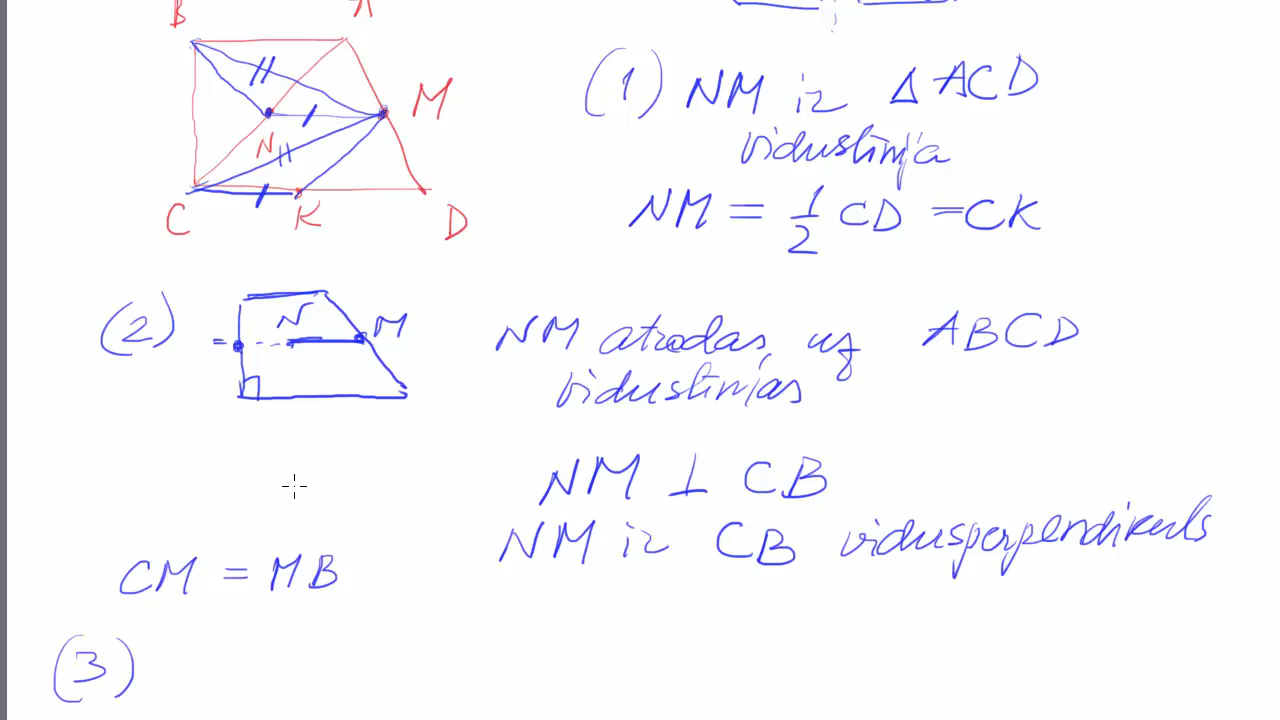 B A
M
N
C K D
(1) NM ir Δ ACD
viduslīnija
NM = 1/2 CD = CK
(2) N M
NM atrodas uz ABCD
viduslīnijas
NM ⊥ CB
NM ir CB vidusperpendikuls
CM = MB
(3)